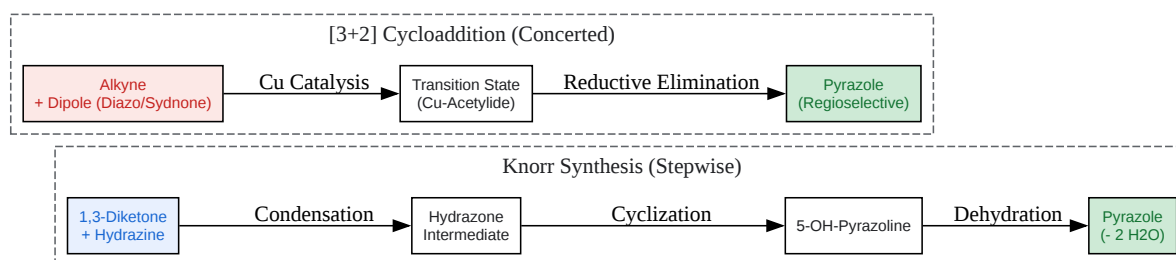 [3+2] Cycloaddition (Concerted)
Alkyne
+ Dipole (Diazo/Sydnone)
Cu Catalysis
Transition State
(Cu-Acetylide)
Reductive Elimination
Pyrazole
(Regioselective)
Knorr Synthesis (Stepwise)
1,3-Diketone
+ Hydrazine
Condensation
Hydrazone
Intermediate
Cyclization
5-OH-Pyrazoline
Dehydration
Pyrazole
(- 2 H2O)